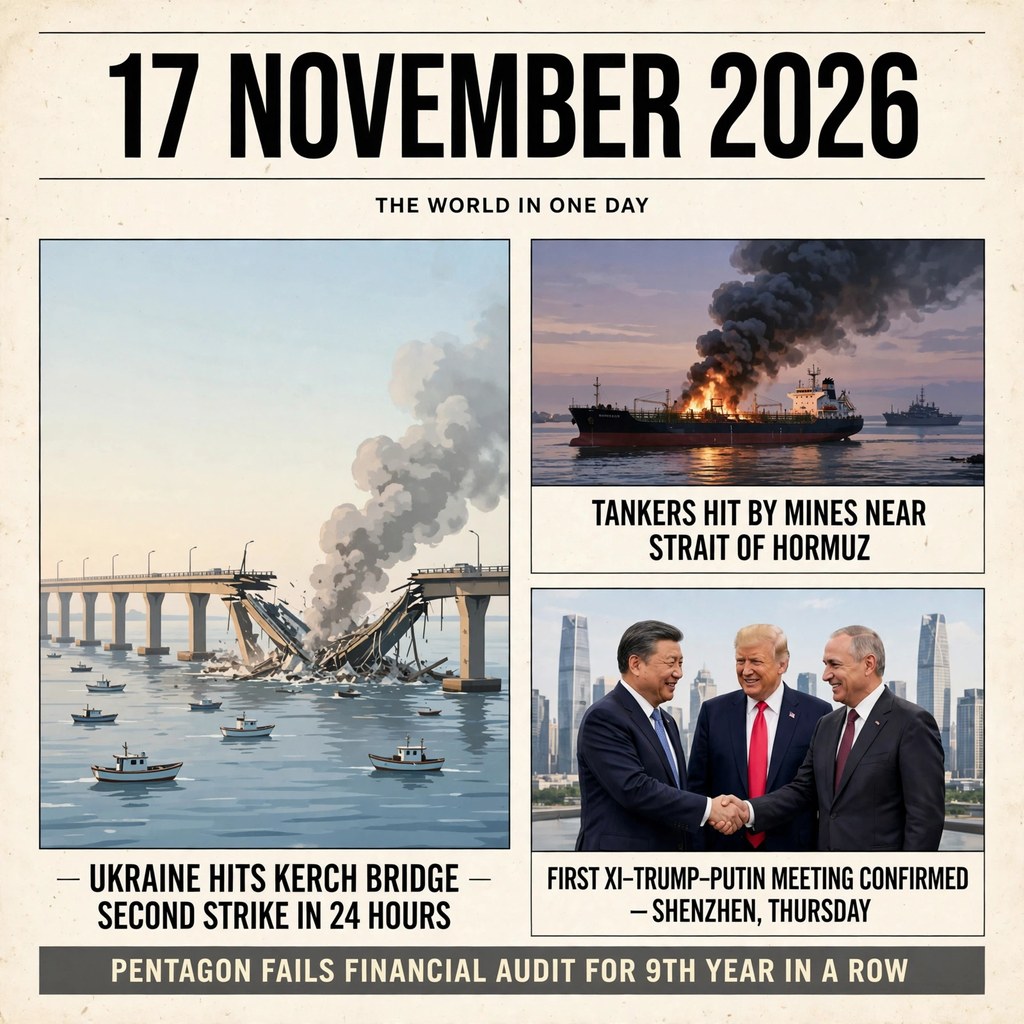 17 NOVEMBER 2026
THE WORLD IN ONE DAY
— UKRAINE HITS KERCH BRIDGE —
SECOND STRIKE IN 24 HOURS
TANKERS HIT BY MINES NEAR
STRAIT OF HORMUZ
FIRST XI–TRUMP–PUTIN MEETING CONFIRMED
– SHENZHEN, THURSDAY
PENTAGON FAILS FINANCIAL AUDIT FOR 9TH YEAR IN A ROW